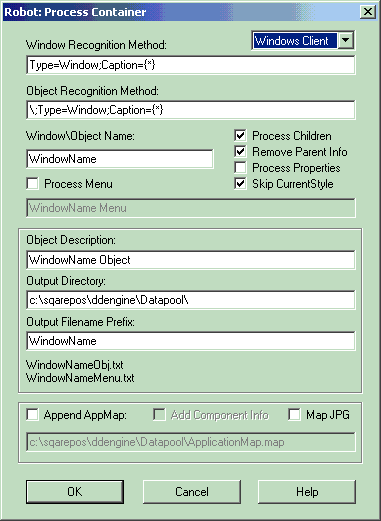 Robot: Process Container
Window Recognition Method:
Windows Client
Type=Window;Caption={*}
Object Recognition Method:
\;Type=Window;Caption={*}
Window\Object Name:
Process Children
Remove Parent Info
WindowName
Process Properties
Process Menu
Skip CurrentStyle
WindowName Menu
Object Description:
WindowName Object
Output Directory:
c:\sqarepos\ddengine\Datapool\
Output Filename Prefix:
WindowName
WindowNameObj.txt
WindowNameMenu.txt
Append AppMap:
Add Component Info
Map JPG
c:\sqarepos\ddengine\Datapool\ApplicationMap.map
OK
Cancel
Help